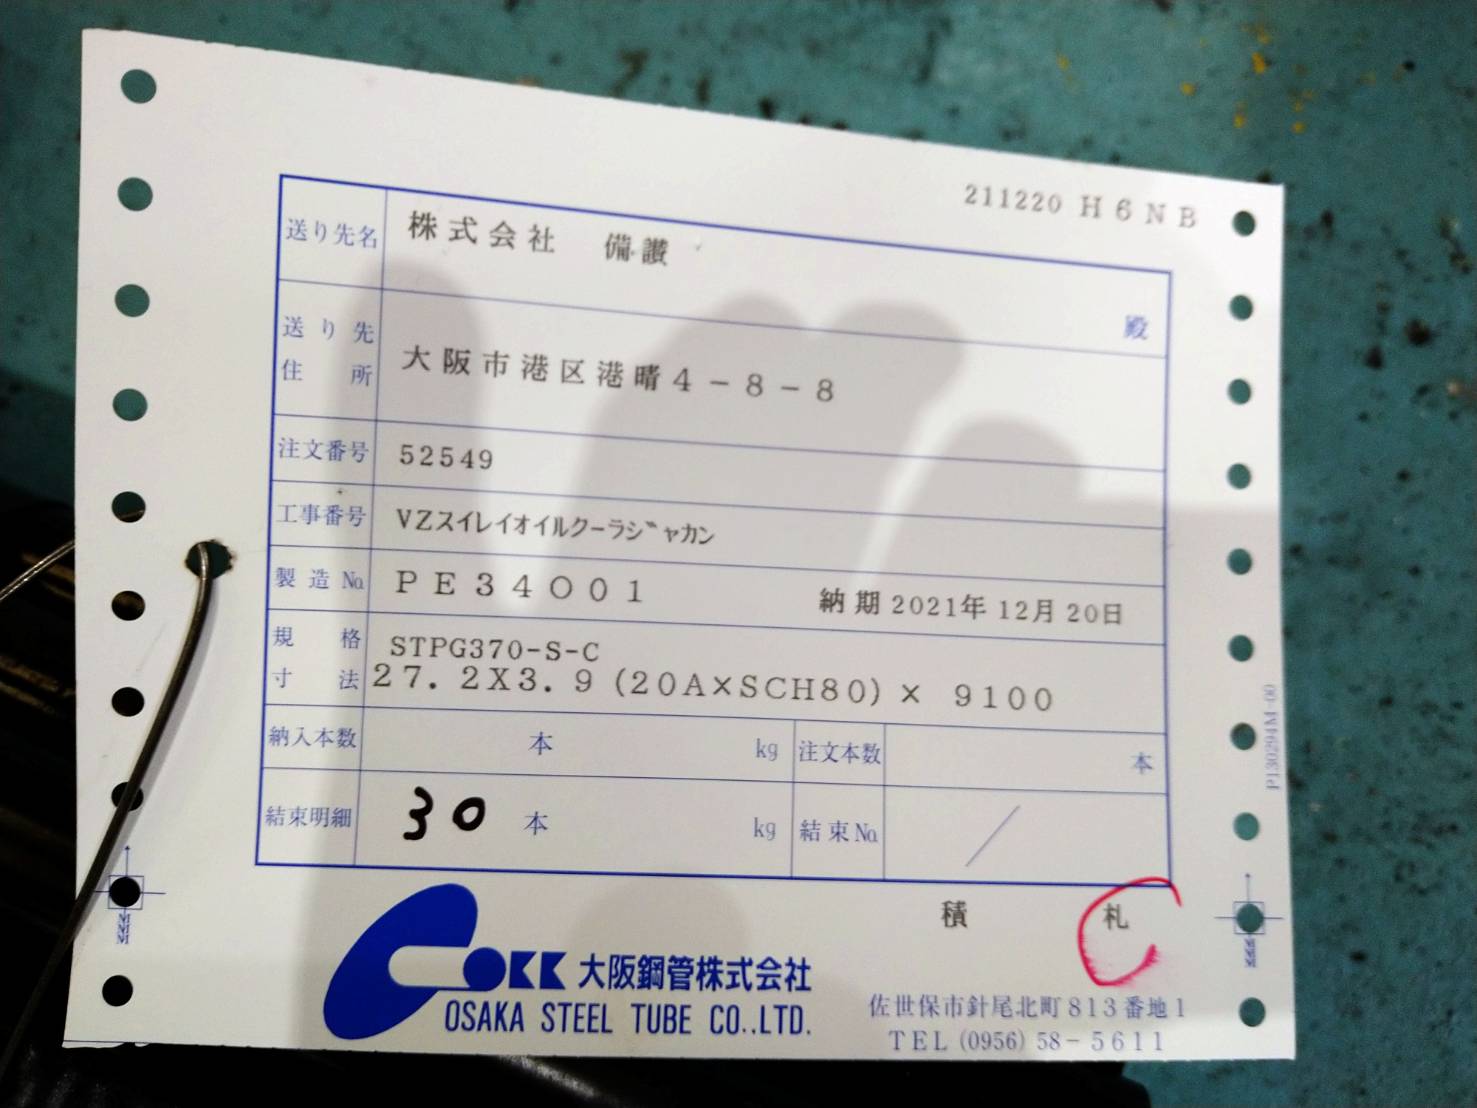 211220 H6NB
送り先名 株式会社 備讃
殿
送り先住所 大阪市港区港晴4-8-8
注文番号 52549
工事番号 VZスイレイオイルクーラジャカン
製造No. PE34001 納期 2021年12月20日
規格 STPG370-S-C
寸法 27.2X3.9(20A×SCH80)× 9100
納入本数 本 kg 注文本数 本
結束明細 30 本 kg 結束No. /
積 札
OKK 大阪鋼管株式会社
OSAKA STEEL TUBE CO.,LTD.
佐世保市針尾北町813番地1
TEL(0956)58-5611
P130294M-00